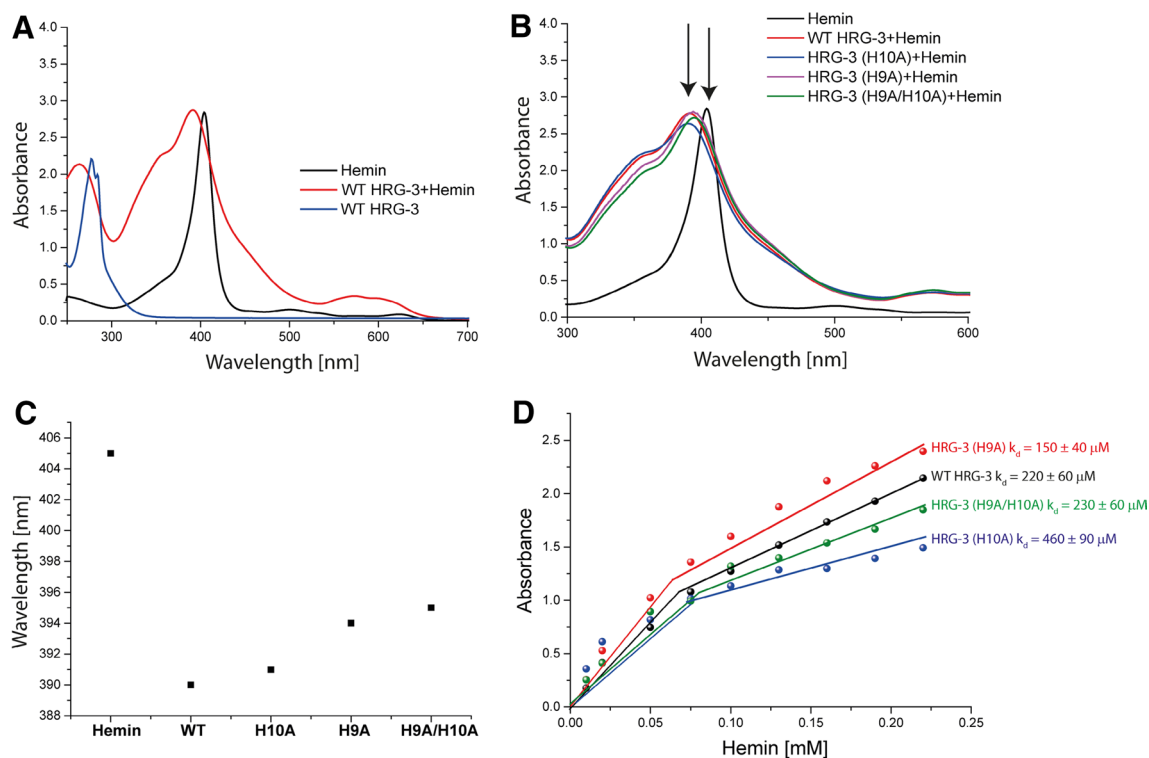 A
Absorbance
4.0
3.5
3.0
2.5
2.0
1.5
1.0
0.5
0.0
300
400
500
600
700
Wavelength [nm]
Hemin
WT HRG-3+Hemin
WT HRG-3
B
Absorbance
4.0
3.5
3.0
2.5
2.0
1.5
1.0
0.5
0.0
300
400
500
600
Wavelength [nm]
Hemin
WT HRG-3+Hemin
HRG-3 (H10A)+Hemin
HRG-3 (H9A)+Hemin
HRG-3 (H9A/H10A)+Hemin
C
Wavelength [nm]
406
404
402
400
398
396
394
392
390
388
Hemin
WT
H10A
H9A
H9A/H10A
D
Absorbance
2.5
2.0
1.5
1.0
0.5
0.0
0.00
0.05
0.10
0.15
0.20
0.25
Hemin [mM]
HRG-3 (H9A) kd = 150 ± 40 μM
WT HRG-3 kd = 220 ± 60 μM
HRG-3 (H9A/H10A) kd = 230 ± 60 μM
HRG-3 (H10A) kd = 460 ± 90 μM